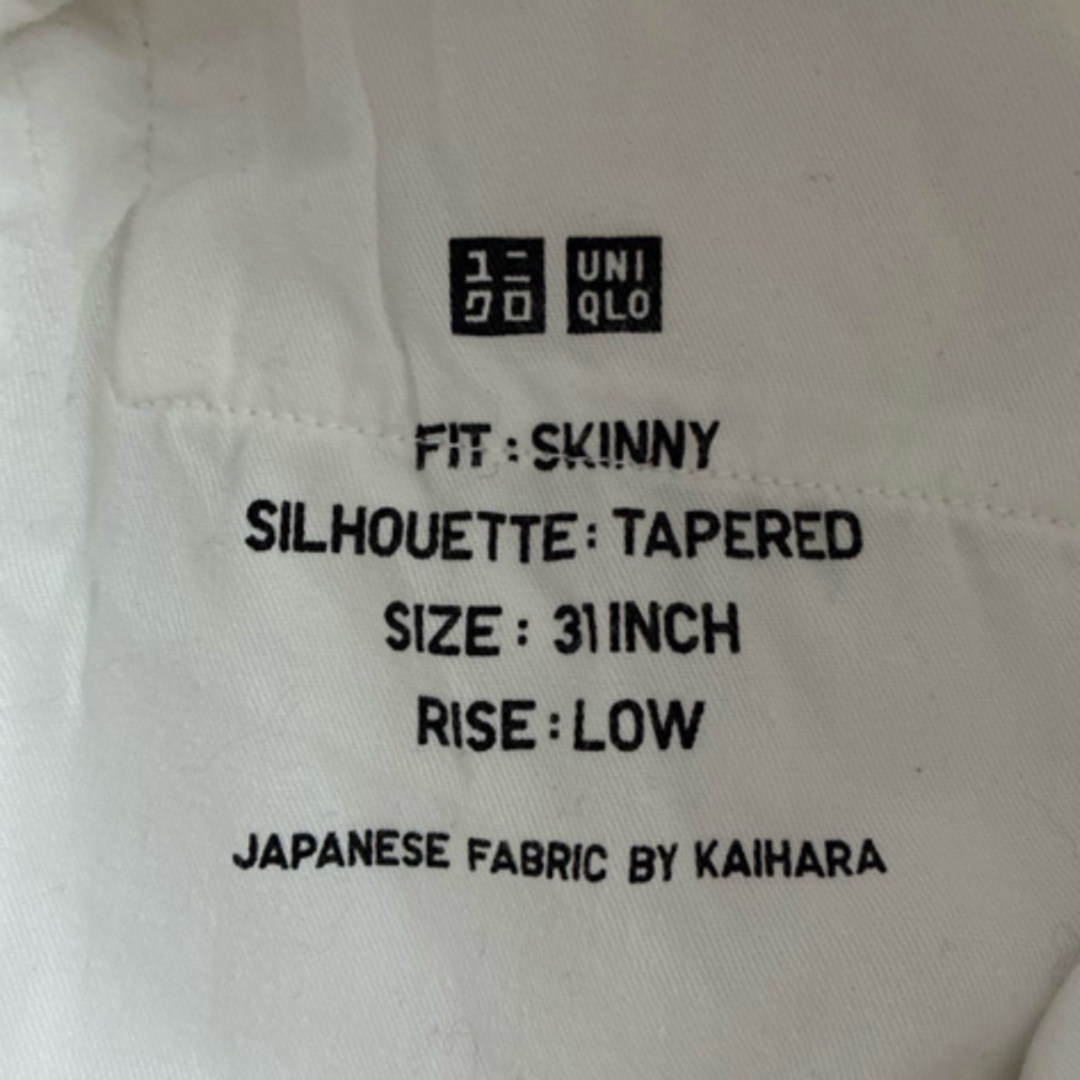 ユニ UNI
クロ QLO
FIT : SKINNY
SILHOUETTE : TAPERED
SIZE : 31 INCH
RISE : LOW
JAPANESE FABRIC BY KAIHARA